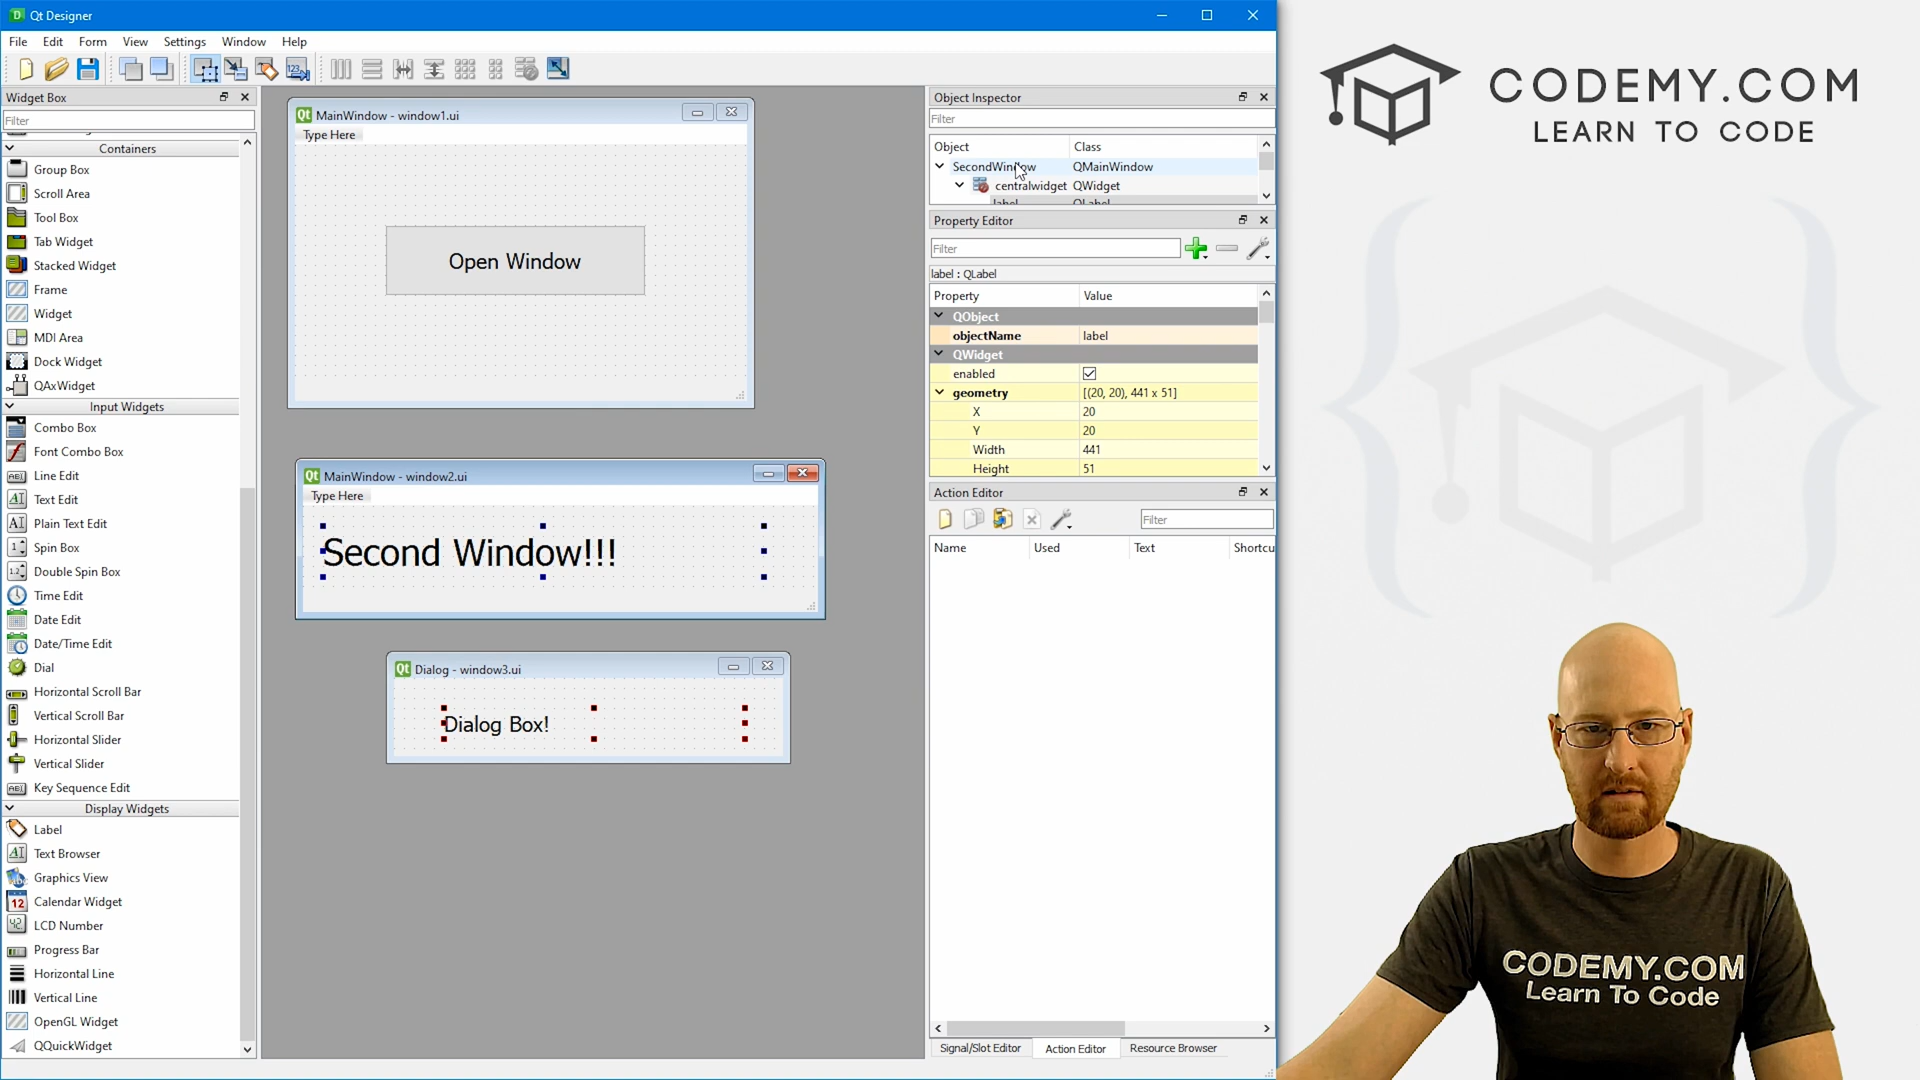 Qt Designer
File Edit Form View Settings Window Help
Widget Box
Filter
Containers
Group Box
Scroll Area
Tool Box
Tab Widget
Stacked Widget
Frame
Widget
MDI Area
Dock Widget
QAxWidget
Input Widgets
Combo Box
Font Combo Box
Line Edit
Text Edit
Plain Text Edit
Spin Box
Double Spin Box
Time Edit
Date Edit
Date/Time Edit
Dial
Horizontal Scroll Bar
Vertical Scroll Bar
Horizontal Slider
Vertical Slider
Key Sequence Edit
Display Widgets
Label
Text Browser
Graphics View
Calendar Widget
LCD Number
Progress Bar
Horizontal Line
Vertical Line
OpenGL Widget
QQuickWidget
MainWindow - window1.ui
Type Here
Open Window
MainWindow - window2.ui
Type Here
Second Window!!!
Dialog - window3.ui
Dialog Box!
Object Inspector
Filter
Object Class
SecondWindow QMainWindow
centralwidget QWidget
label QLabel
Property Editor
Filter
label : QLabel
Property Value
QObject
objectName label
QWidget
enabled
geometry [(20, 20), 441 x 51]
X 20
Y 20
Width 441
Height 51
Action Editor
Filter
Name Used Text Shortcu
Signal/Slot Editor Action Editor Resource Browser
CODEMY.COM
LEARN TO CODE
CODEMY.COM
Learn To Code